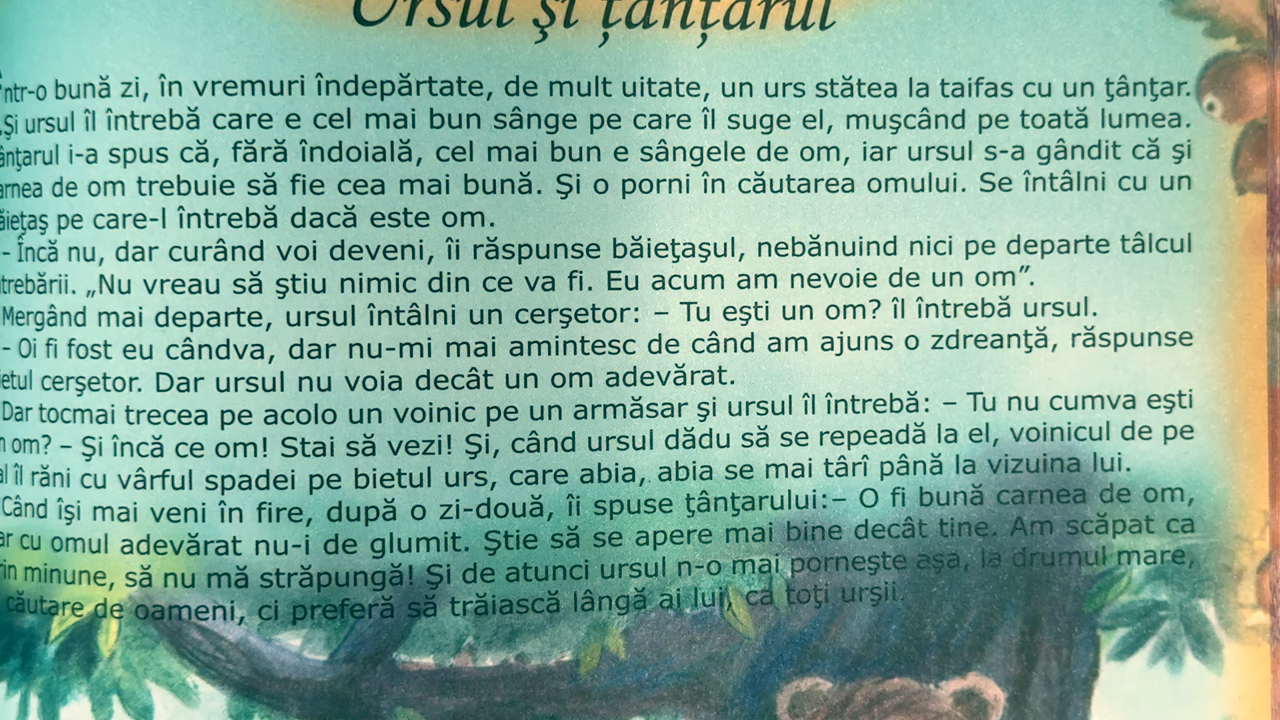 Ursul şi ţânţarul
ntr-o bună zi, în vremuri îndepărtate, de mult uitate, un urs stătea la taifas cu un ţânţar.
Şi ursul îl întrebă care e cel mai bun sânge pe care îl suge el, muşcând pe toată lumea.
ânţarul i-a spus că, fără îndoială, cel mai bun e sângele de om, iar ursul s-a gândit că şi
arnea de om trebuie să fie cea mai bună. Şi o porni în căutarea omului. Se întâlni cu un
ăieţaş pe care-l întrebă dacă este om.
- Încă nu, dar curând voi deveni, îi răspunse băieţaşul, nebănuind nici pe departe tâlcul
trebării. „Nu vreau să ştiu nimic din ce va fi. Eu acum am nevoie de un om”.
Mergând mai departe, ursul întâlni un cerşetor: – Tu eşti un om? îl întrebă ursul.
- Oi fi fost eu cândva, dar nu-mi mai amintesc de când am ajuns o zdreanţă, răspunse
ietul cerşetor. Dar ursul nu voia decât un om adevărat.
Dar tocmai trecea pe acolo un voinic pe un armăsar şi ursul îl întrebă: – Tu nu cumva eşti
n om? – Şi încă ce om! Stai să vezi! Şi, când ursul dădu să se repeadă la el, voinicul de pe
al îl răni cu vârful spadei pe bietul urs, care abia, abia se mai târî până la vizuina lui.
Când îşi mai veni în fire, după o zi-două, îi spuse ţânţarului:– O fi bună carnea de om,
ar cu omul adevărat nu-i de glumit. Ştie să se apere mai bine decât tine. Am scăpat ca
rin minune, să nu mă străpungă! Şi de atunci ursul n-o mai porneşte aşa, la drumul mare,
căutare de oameni, ci preferă să trăiască lângă ai lui, ca toţi urşii.